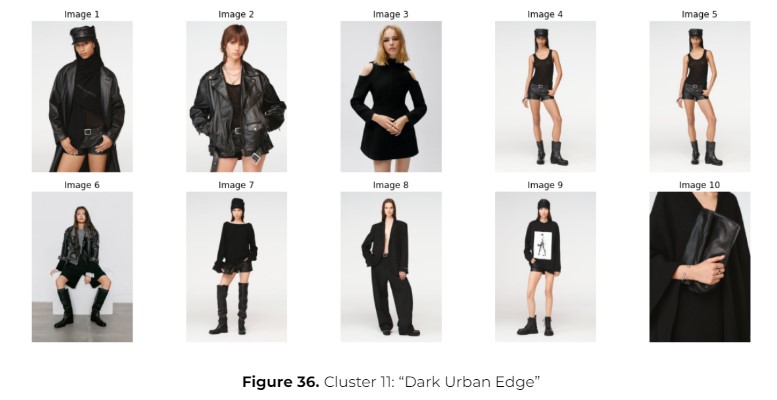 Image 1
Image 2
Image 3
Image 4
Image 5
Image 6
Image 7
Image 8
Image 9
Image 10
Figure 36. Cluster 11: “Dark Urban Edge”